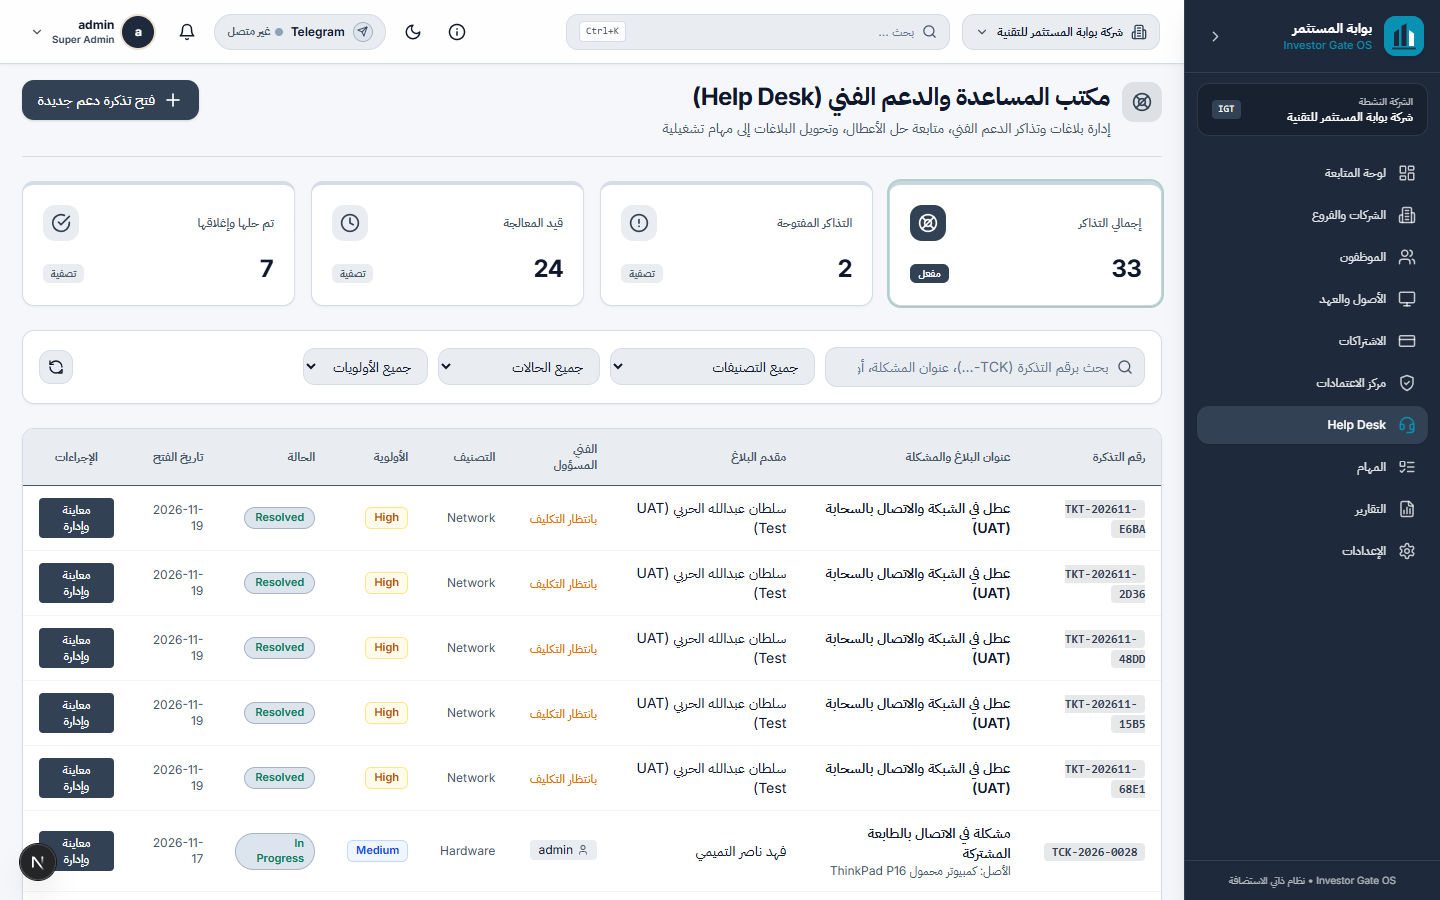 بوابة المستثمر
Investor Gate OS
الشركة النشطة
شركة بوابة المستثمر للتقنية
IGT
لوحة المتابعة
الشركات والفروع
الموظفون
الأصول والعهد
الاشتراكات
مركز الاعتمادات
Help Desk
المهام
التقارير
الإعدادات
Investor Gate OS • نظام ذاتي الاستضافة
شركة بوابة المستثمر للتقنية
بحث ...
Ctrl+K
Telegram
غير متصل
a
admin
Super Admin
مكتب المساعدة والدعم الفني (Help Desk)
إدارة بلاغات وتذاكر الدعم الفني، متابعة حل الأعطال، وتحويل البلاغات إلى مهام تشغيلية
فتح تذكرة دعم جديدة
إجمالي التذاكر
33
مفعل
التذاكر المفتوحة
2
تصفية
قيد المعالجة
24
تصفية
تم حلها وإغلاقها
7
تصفية
بحث برقم التذكرة (TCK-...)، عنوان المشكلة، أو
جميع التصنيفات
جميع الحالات
جميع الأولويات
رقم التذكرة
عنوان البلاغ والمشكلة
مقدم البلاغ
الفني
المسؤول
التصنيف
الأولوية
الحالة
تاريخ الفتح
الإجراءات
TKT-202611-
E6BA
عطل في الشبكة والاتصال بالسحابة
(UAT)
سلطان عبدالله الحربي (UAT
Test)
بانتظار التكليف
Network
High
Resolved
2026-11-
19
معاينة
وإدارة
TKT-202611-
2D36
عطل في الشبكة والاتصال بالسحابة
(UAT)
سلطان عبدالله الحربي (UAT
Test)
بانتظار التكليف
Network
High
Resolved
2026-11-
19
معاينة
وإدارة
TKT-202611-
48DD
عطل في الشبكة والاتصال بالسحابة
(UAT)
سلطان عبدالله الحربي (UAT
Test)
بانتظار التكليف
Network
High
Resolved
2026-11-
19
معاينة
وإدارة
TKT-202611-
15B5
عطل في الشبكة والاتصال بالسحابة
(UAT)
سلطان عبدالله الحربي (UAT
Test)
بانتظار التكليف
Network
High
Resolved
2026-11-
19
معاينة
وإدارة
TKT-202611-
68E1
عطل في الشبكة والاتصال بالسحابة
(UAT)
سلطان عبدالله الحربي (UAT
Test)
بانتظار التكليف
Network
High
Resolved
2026-11-
19
معاينة
وإدارة
TCK-2026-0028
مشكلة في الاتصال بالطابعة
المشتركة
الأصل: كمبيوتر محمول ThinkPad P16
فهد ناصر التميمي
admin
Hardware
Medium
In
Progress
2026-11-
17
معاينة
وإدارة
N